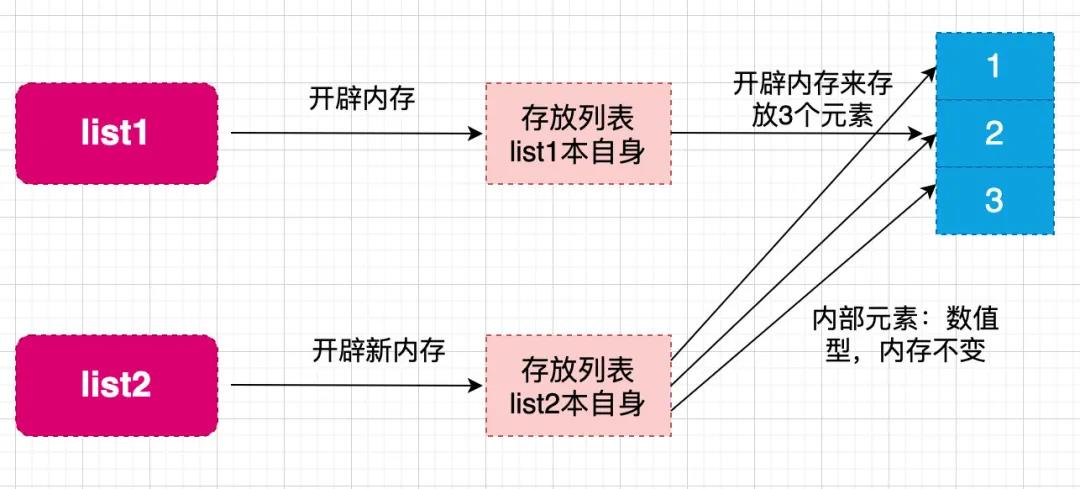 list1
开辟内存
存放列表
list1本自身
开辟内存来存
放3个元素
1
2
3
list2
开辟新内存
存放列表
list2本自身
内部元素：数值
型，内存不变